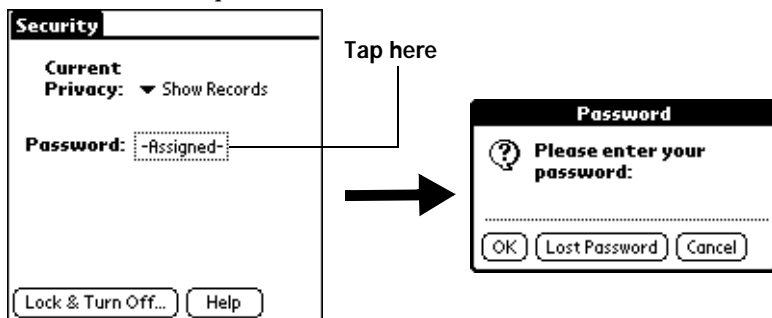 Security
Current
Privacy: Show Records
Password: -Assigned-
Lock & Turn Off... Help
Tap here
Password
Please enter your
password:
OK Lost Password Cancel